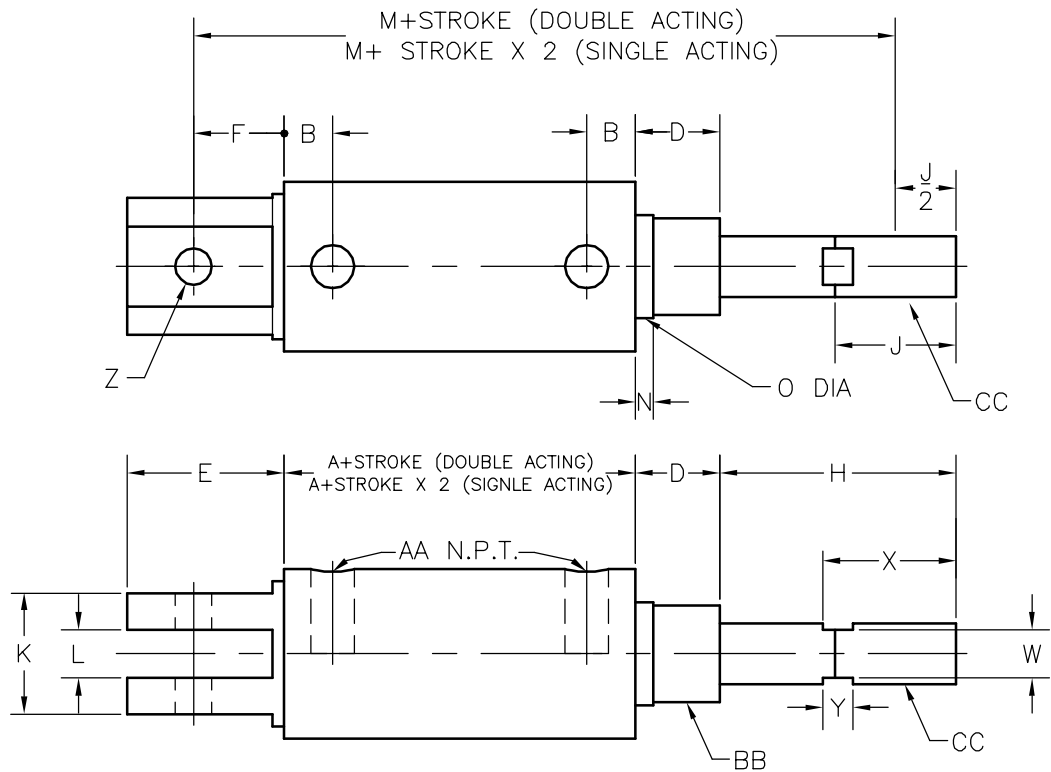 M+STROKE (DOUBLE ACTING)
M+ STROKE X 2 (SINGLE ACTING)
F
B
B
D
J
2
Z
N
O DIA
J
CC
E
A+STROKE (DOUBLE ACTING)
A+STROKE X 2 (SIGNLE ACTING)
D
H
AA N.P.T.
X
K
L
W
Y
BB
CC